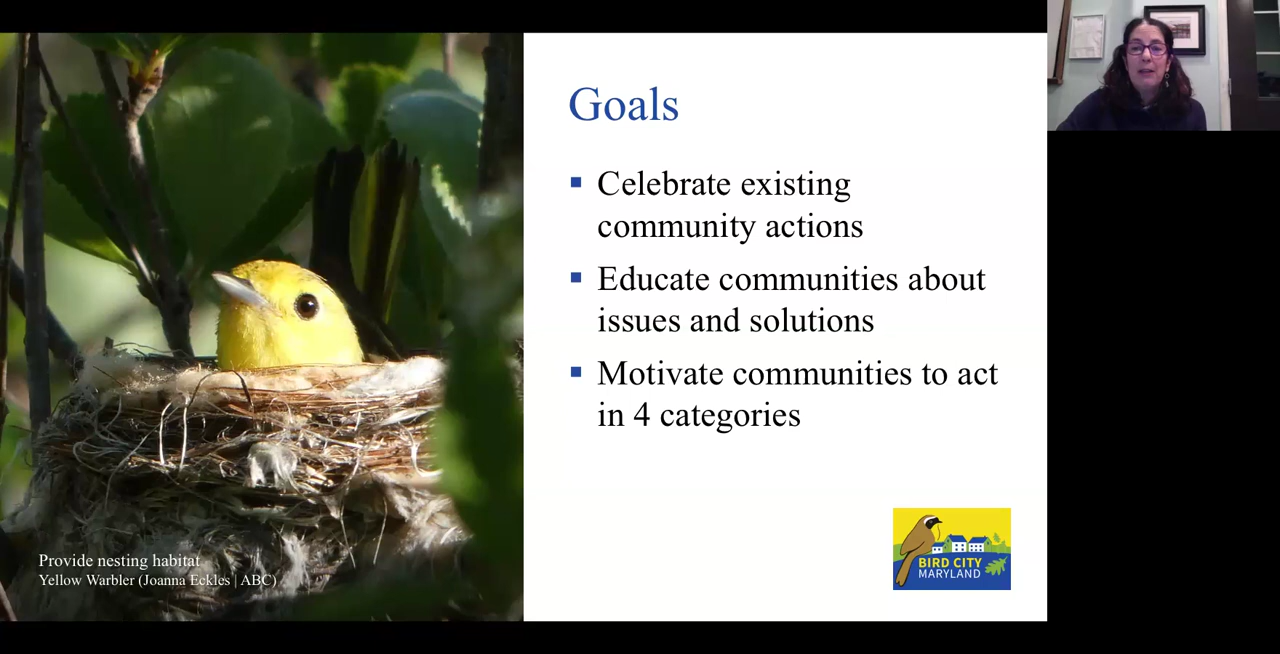 Goals
Celebrate existing
community actions
Educate communities about
issues and solutions
Motivate communities to act
in 4 categories
Provide nesting habitat
Yellow Warbler (Joanna Eckles | ABC)
BIRD CITY
MARYLAND